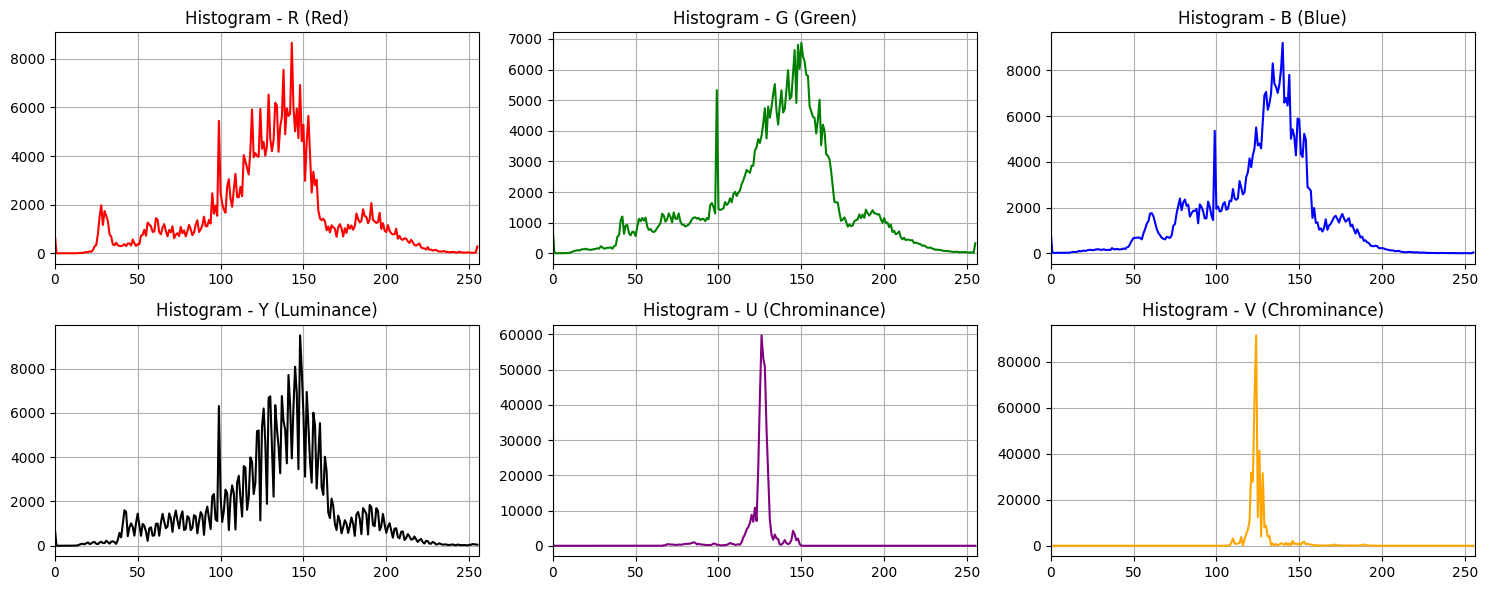 Histogram - R (Red)
8000
6000
4000
2000
0
0 50 100 150 200 250
Histogram - G (Green)
7000
6000
5000
4000
3000
2000
1000
0
0 50 100 150 200 250
Histogram - B (Blue)
8000
6000
4000
2000
0
0 50 100 150 200 250
Histogram - Y (Luminance)
8000
6000
4000
2000
0
0 50 100 150 200 250
Histogram - U (Chrominance)
60000
50000
40000
30000
20000
10000
0
0 50 100 150 200 250
Histogram - V (Chrominance)
80000
60000
40000
20000
0
0 50 100 150 200 250